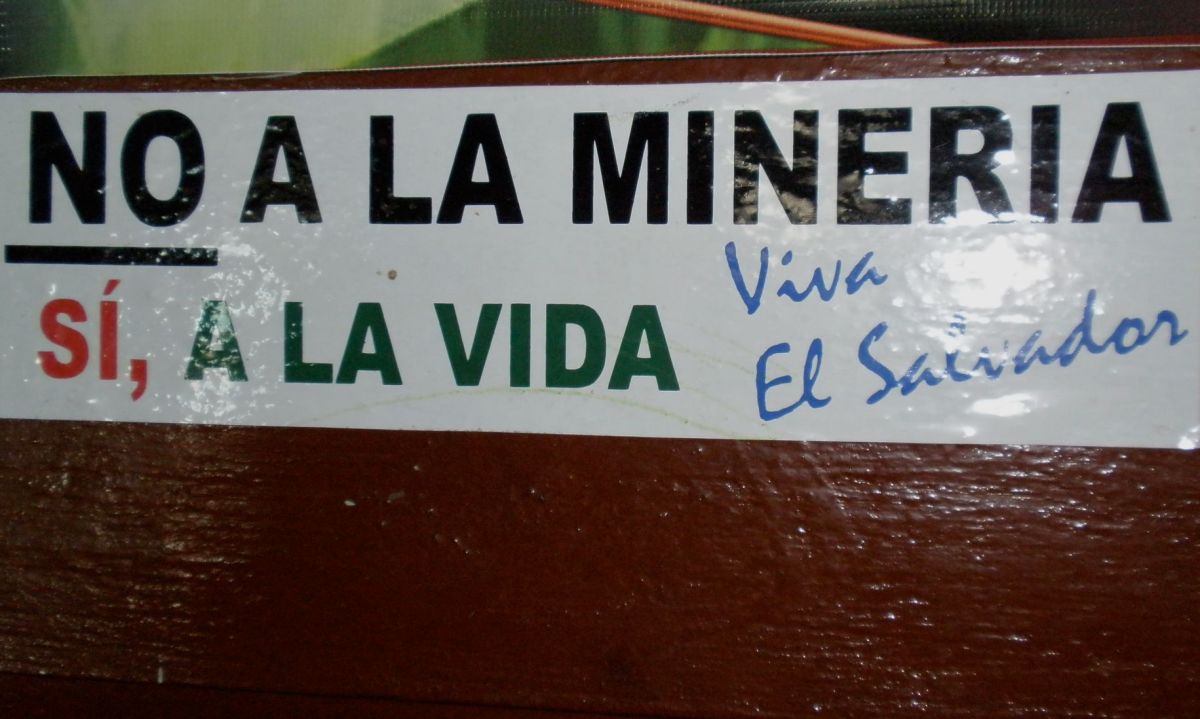 NO A LA MINERIA
SÍ, A LA VIDA
Viva
El Salvador